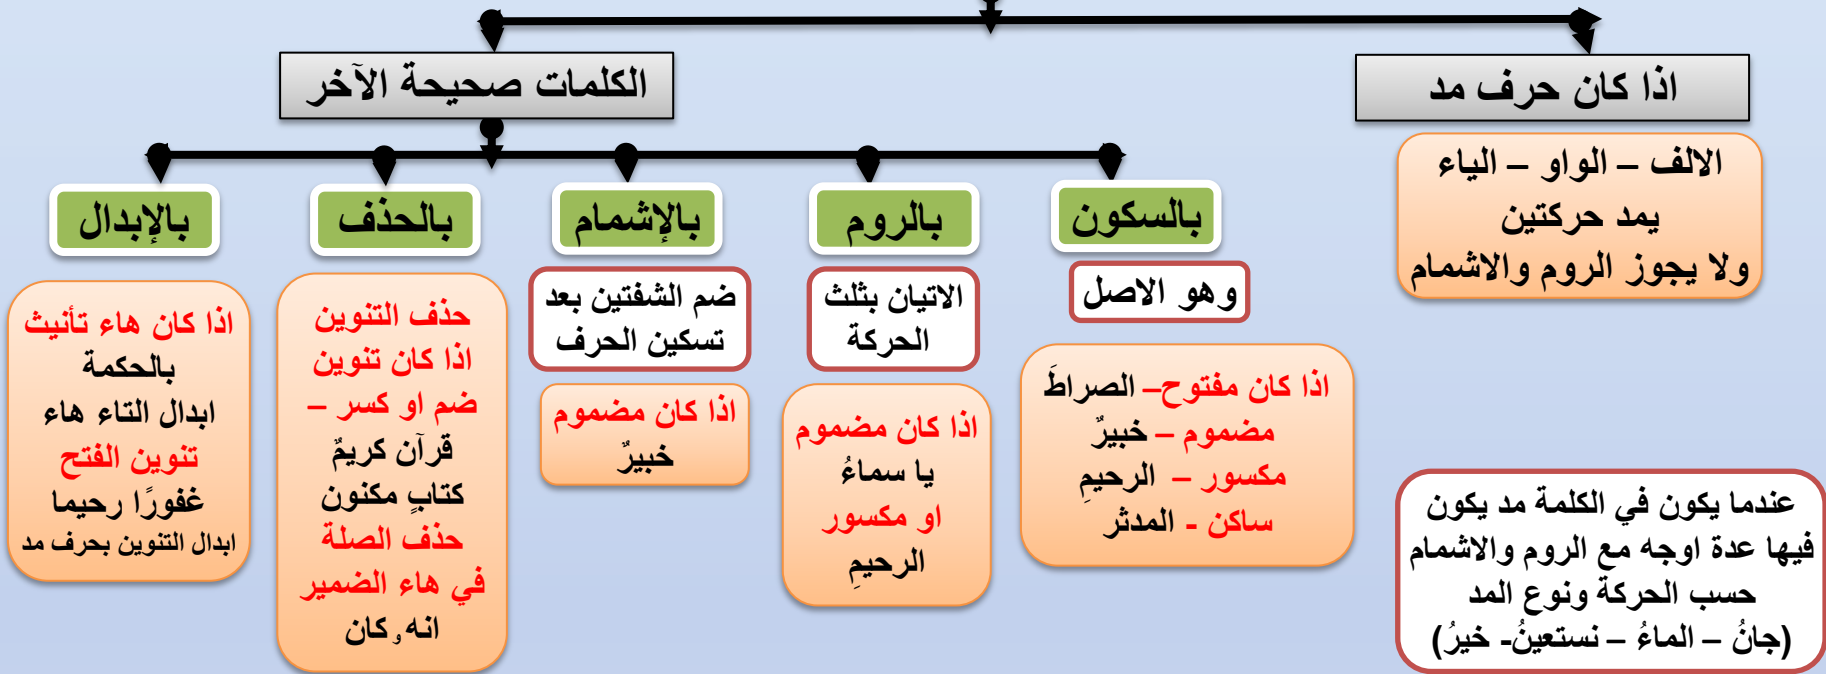 اذا كان حرف مد
الالف – الواو – الياء
يمد حركتين
ولا يجوز الروم والاشمام
الكلمات صحيحة الآخر
بالسكون
وهو الاصل
اذا كان مفتوح– الصراطَ
مضموم – خبيرٌ
مكسور – الرحيمِ
ساكن - المدثر
بالروم
الاتيان بثلث
الحركة
اذا كان مضموم
يا سماءُ
او مكسور
الرحيمِ
بالإشمام
ضم الشفتين بعد
تسكين الحرف
اذا كان مضموم
خبيرٌ
بالحذف
حذف التنوين
اذا كان تنوين
ضم او كسر –
قرآن كريمٌ
كتابٍ مكنون
حذف الصلة
في هاء الضمير
انهۥ كان
بالإبدال
اذا كان هاء تأنيث
بالحكمة
ابدال التاء هاء
تنوين الفتح
غفورًا رحيما
ابدال التنوين بحرف مد
عندما يكون في الكلمة مد يكون
فيها عدة اوجه مع الروم والاشمام
حسب الحركة ونوع المد
(جانُ – الماءُ – نستعينُ- خيرُ)